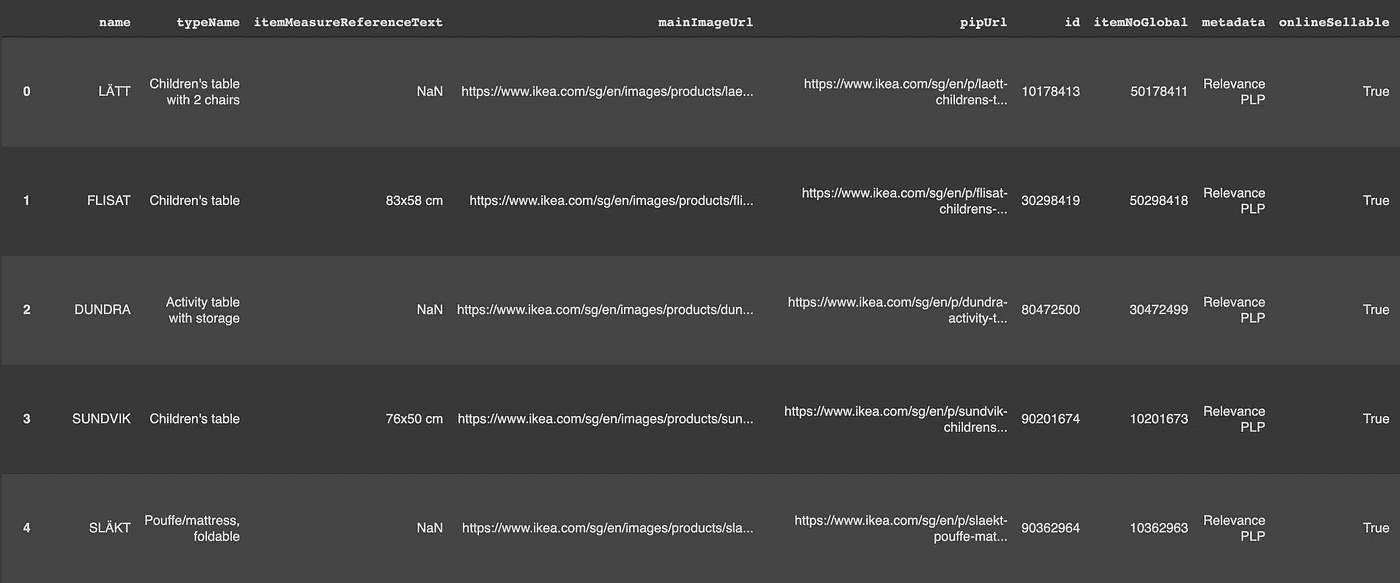 name typeName itemMeasureReferenceText mainImageUrl pipUrl id itemNoGlobal metadata onlineSellable
0 LÄTT Children's table with 2 chairs NaN https://www.ikea.com/sg/en/images/products/lae... https://www.ikea.com/sg/en/p/laett-childrens-t... 10178413 50178411 Relevance PLP True
1 FLISAT Children's table 83x58 cm https://www.ikea.com/sg/en/images/products/fli... https://www.ikea.com/sg/en/p/flisat-childrens-... 30298419 50298418 Relevance PLP True
2 DUNDRA Activity table with storage NaN https://www.ikea.com/sg/en/images/products/dun... https://www.ikea.com/sg/en/p/dundra-activity-t... 80472500 30472499 Relevance PLP True
3 SUNDVIK Children's table 76x50 cm https://www.ikea.com/sg/en/images/products/sun... https://www.ikea.com/sg/en/p/sundvik-childrens... 90201674 10201673 Relevance PLP True
4 SLÄKT Pouffe/mattress, foldable NaN https://www.ikea.com/sg/en/images/products/sla... https://www.ikea.com/sg/en/p/slaekt-pouffe-mat... 90362964 10362963 Relevance PLP True